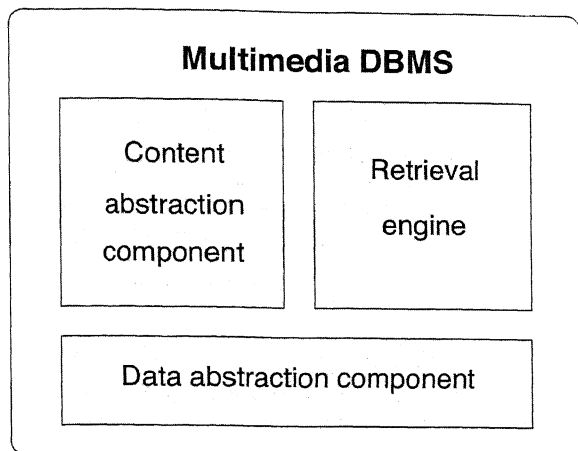 Multimedia DBMS
Content
abstraction
component
Retrieval
engine
Data abstraction component